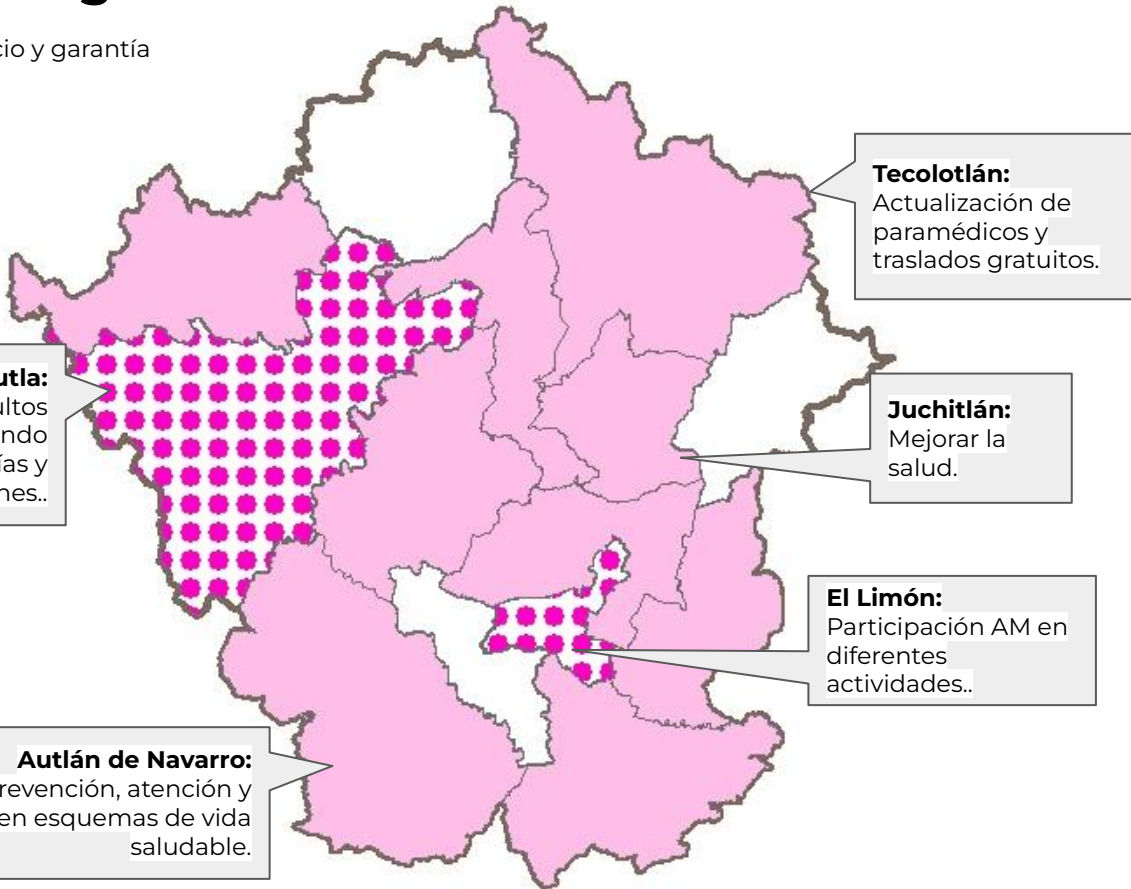 g
cio y garantía
Tecolotlán:
Actualización de
paramédicos y
traslados gratuitos.
utla:
ultos
ndo
ías y
nes..
Juchitlán:
Mejorar la
salud.
El Limón:
Participación AM en
diferentes
actividades..
Autlán de Navarro:
revención, atención y
en esquemas de vida
saludable.